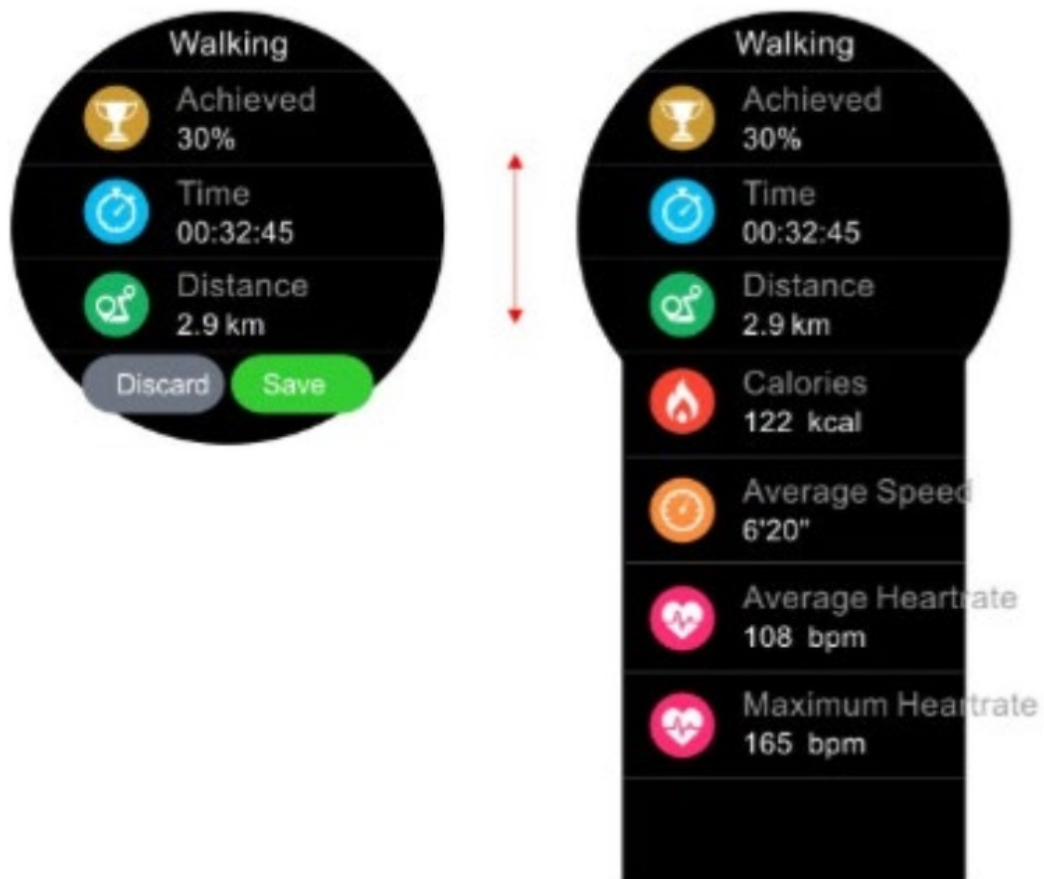 Walking
Achieved
30%
Time
00:32:45
Distance
2.9 km
Discard
Save
Walking
Achieved
30%
Time
00:32:45
Distance
2.9 km
Calories
122 kcal
Average Speed
6'20"
Average Heartrate
108 bpm
Maximum Heartrate
165 bpm